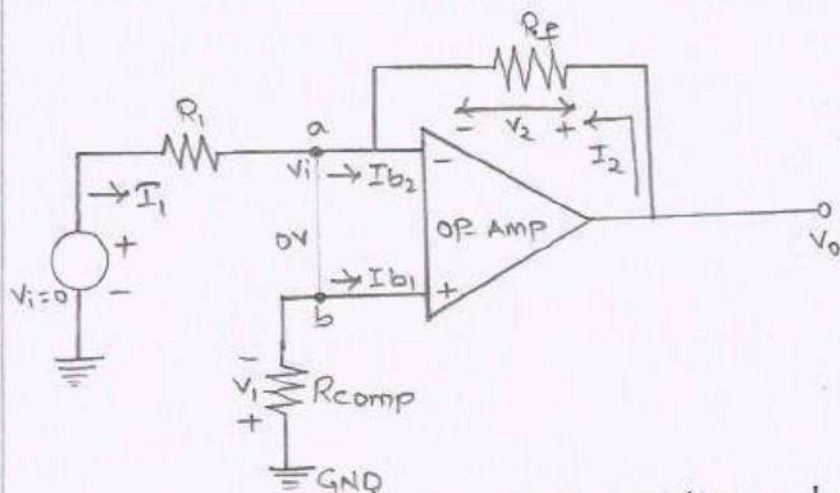 RF
R1
- V2 +
I2
a
Vi → Ib2
-
→ I1
OP-AMP
Vo
0V
+
Vi=0 -
→ Ib1
+
b
-
V1 Rcomp
+
GND